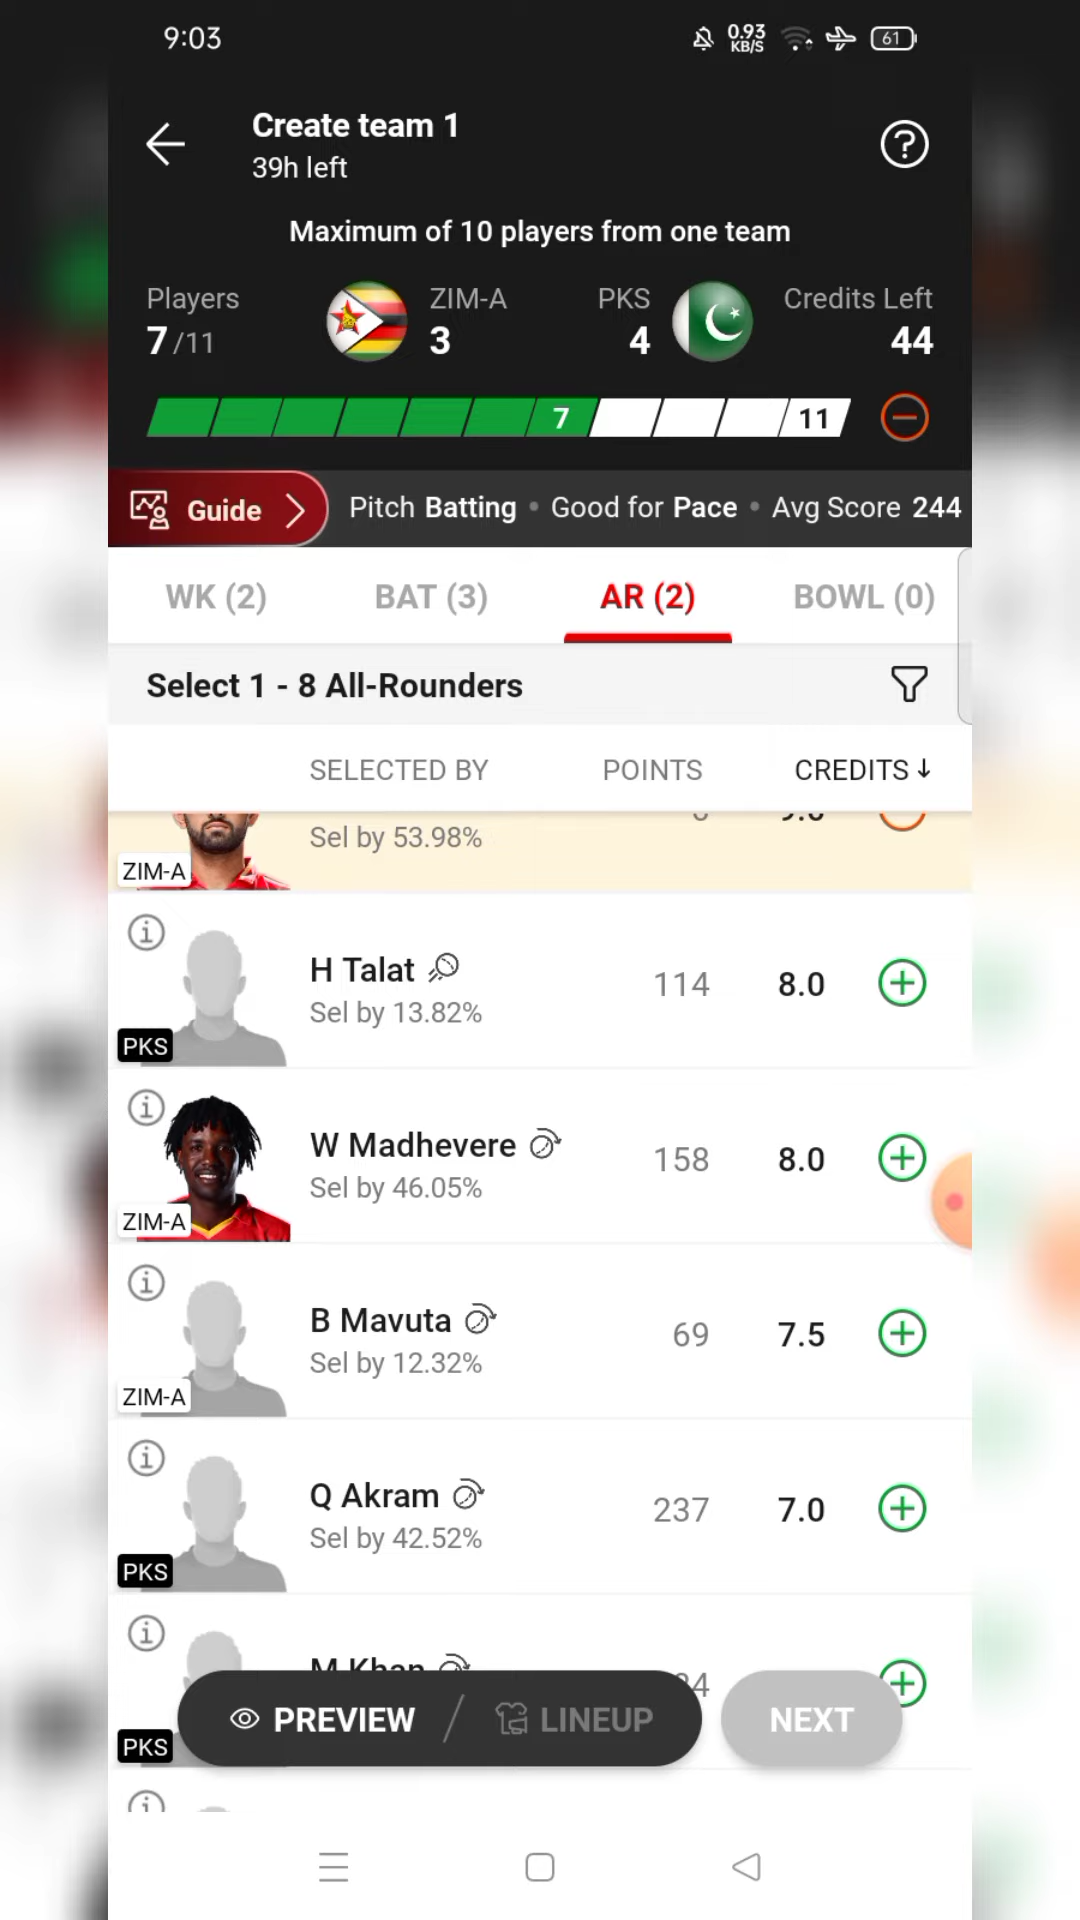 9:03
0.93
KB/S
61
Create team 1
39h left
?
Maximum of 10 players from one team
Players
ZIM-A
PKS
Credits Left
7/11
3
4
44
7
11
Guide
Pitch Batting • Good for Pace • Avg Score 244
WK (2)
BAT (3)
AR (2)
BOWL (0)
Select 1 - 8 All-Rounders
SELECTED BY
POINTS
CREDITS ↓
Sel by 53.98%
ZIM-A
H Talat
114
8.0
Sel by 13.82%
PKS
W Madhevere
158
8.0
Sel by 46.05%
ZIM-A
B Mavuta
69
7.5
Sel by 12.32%
ZIM-A
Q Akram
237
7.0
Sel by 42.52%
PKS
M Khan
PREVIEW / LINEUP
NEXT
PKS